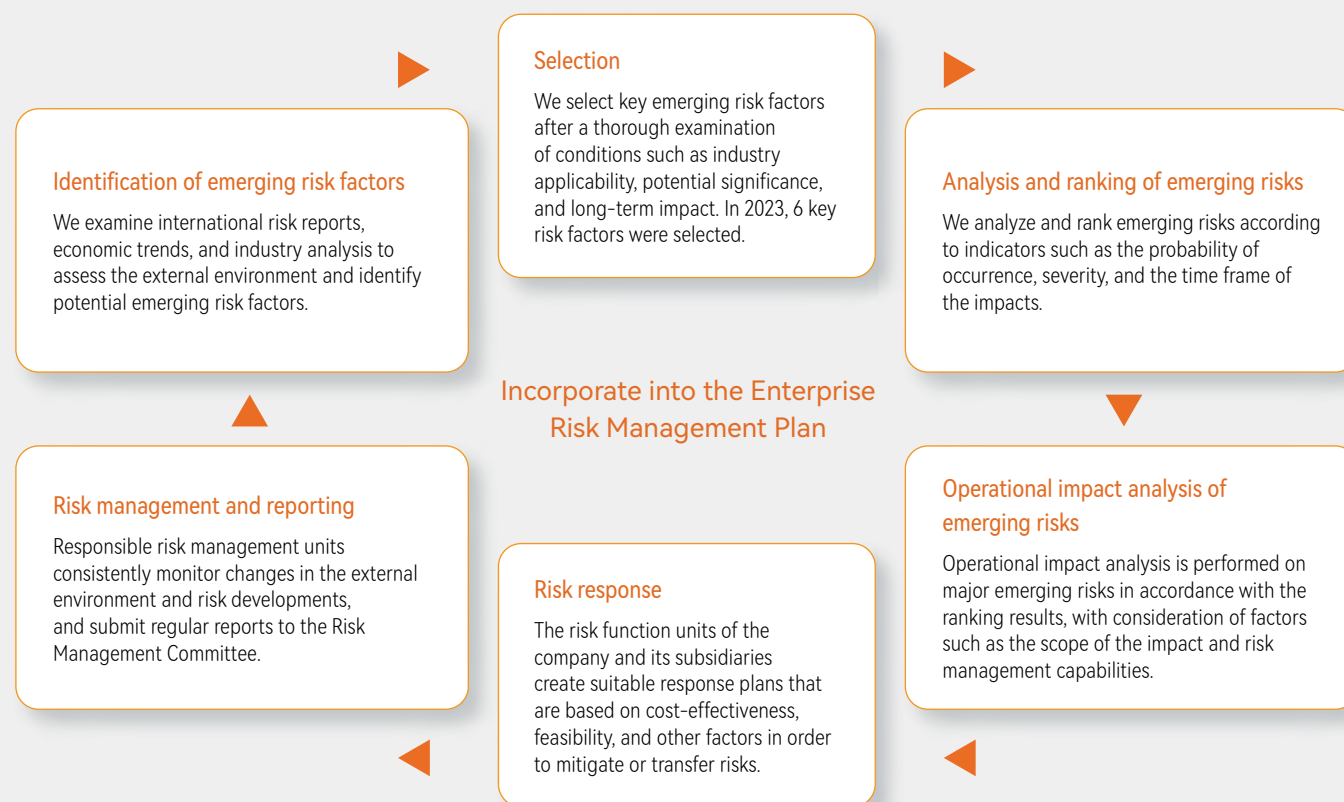 Identification of emerging risk factors
We examine international risk reports,
economic trends, and industry analysis to
assess the external environment and identify
potential emerging risk factors.
Selection
We select key emerging risk factors
after a thorough examination
of conditions such as industry
applicability, potential significance,
and long-term impact. In 2023, 6 key
risk factors were selected.
Analysis and ranking of emerging risks
We analyze and rank emerging risks according
to indicators such as the probability of
occurrence, severity, and the time frame of
the impacts.
Incorporate into the Enterprise
Risk Management Plan
Operational impact analysis of
emerging risks
Operational impact analysis is performed on
major emerging risks in accordance with the
ranking results, with consideration of factors
such as the scope of the impact and risk
management capabilities.
Risk response
The risk function units of the
company and its subsidiaries
create suitable response plans that
are based on cost-effectiveness,
feasibility, and other factors in order
to mitigate or transfer risks.
Risk management and reporting
Responsible risk management units
consistently monitor changes in the external
environment and risk developments,
and submit regular reports to the Risk
Management Committee.